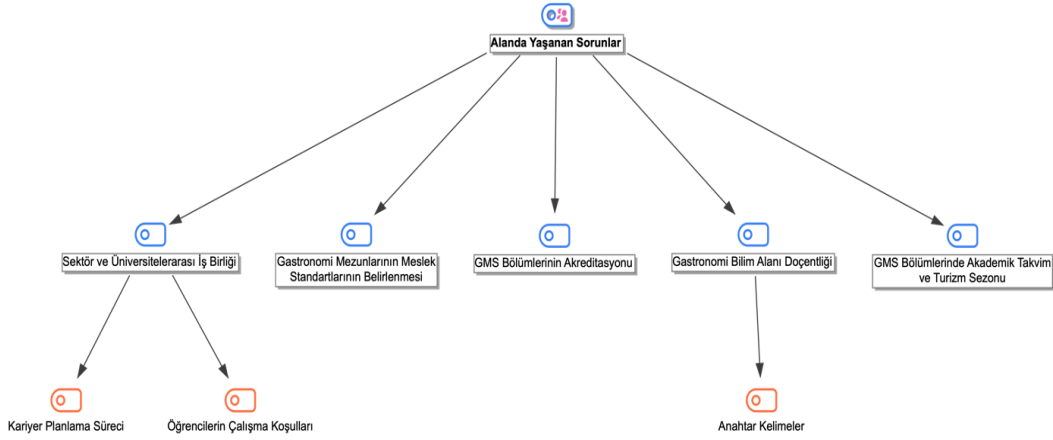 Alanda Yaşanan Sorunlar
Sektör ve Üniversitelerarası İş Birliği
Gastronomi Mezunlarının Meslek
Standartlarının Belirlenmesi
GMS Bölümlerinin Akreditasyonu
Gastronomi Bilim Alanı Doçentliği
GMS Bölümlerinde Akademik Takvim
ve Turizm Sezonu
Kariyer Planlama Süreci
Öğrencilerin Çalışma Koşulları
Anahtar Kelimeler